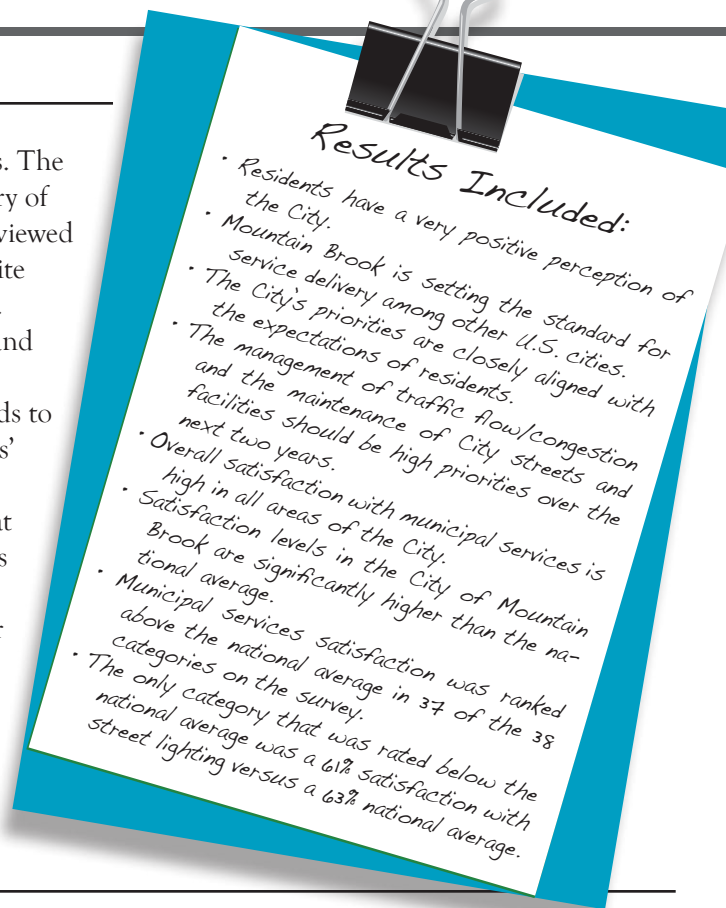 s. The
ry of
viewed
ite
and
ds to
s'
at
s
r
Results Included:
· Residents have a very positive perception of
the City.
· Mountain Brook is setting the standard for
service delivery among other U.S. cities.
· The City's priorities are closely aligned with
the expectations of residents.
· The management of traffic flow/congestion
and the maintenance of City streets and
facilities should be high priorities over the
next two years.
· Overall satisfaction with municipal services is
high in all areas of the City.
· Satisfaction levels in the City of Mountain
Brook are significantly higher than the na-
tional average.
· Municipal services satisfaction was ranked
above the national average in 37 of the 38
categories on the survey.
· The only category that was rated below the
national average was a 61% satisfaction with
street lighting versus a 63% national average.